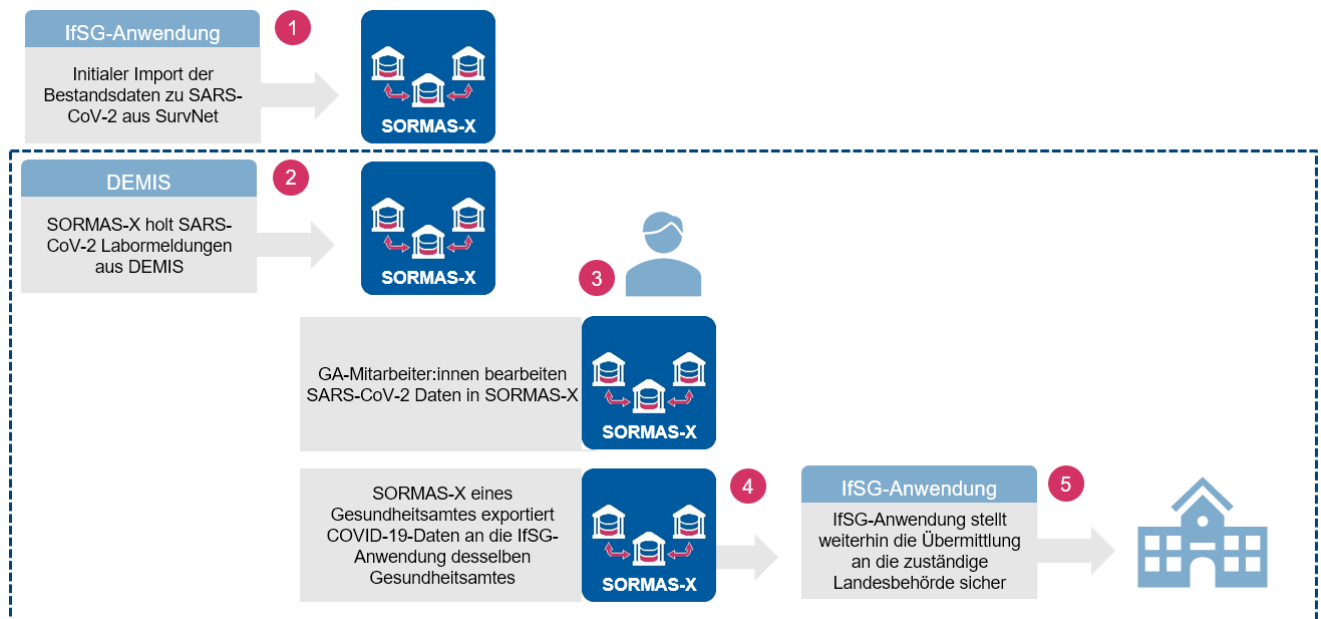 IfSG-Anwendung
1
Initialer Import der
Bestandsdaten zu SARS-
CoV-2 aus SurvNet
SORMAS-X
DEMIS
2
SORMAS-X holt SARS-
CoV-2 Labormeldungen
aus DEMIS
SORMAS-X
3
GA-Mitarbeiter:innen bearbeiten
SARS-CoV-2 Daten in SORMAS-X
SORMAS-X
SORMAS-X eines
Gesundheitsamtes exportiert
COVID-19-Daten an die IfSG-
Anwendung desselben
Gesundheitsamtes
SORMAS-X
4
IfSG-Anwendung
5
IfSG-Anwendung stellt
weiterhin die Übermittlung
an die zuständige
Landesbehörde sicher